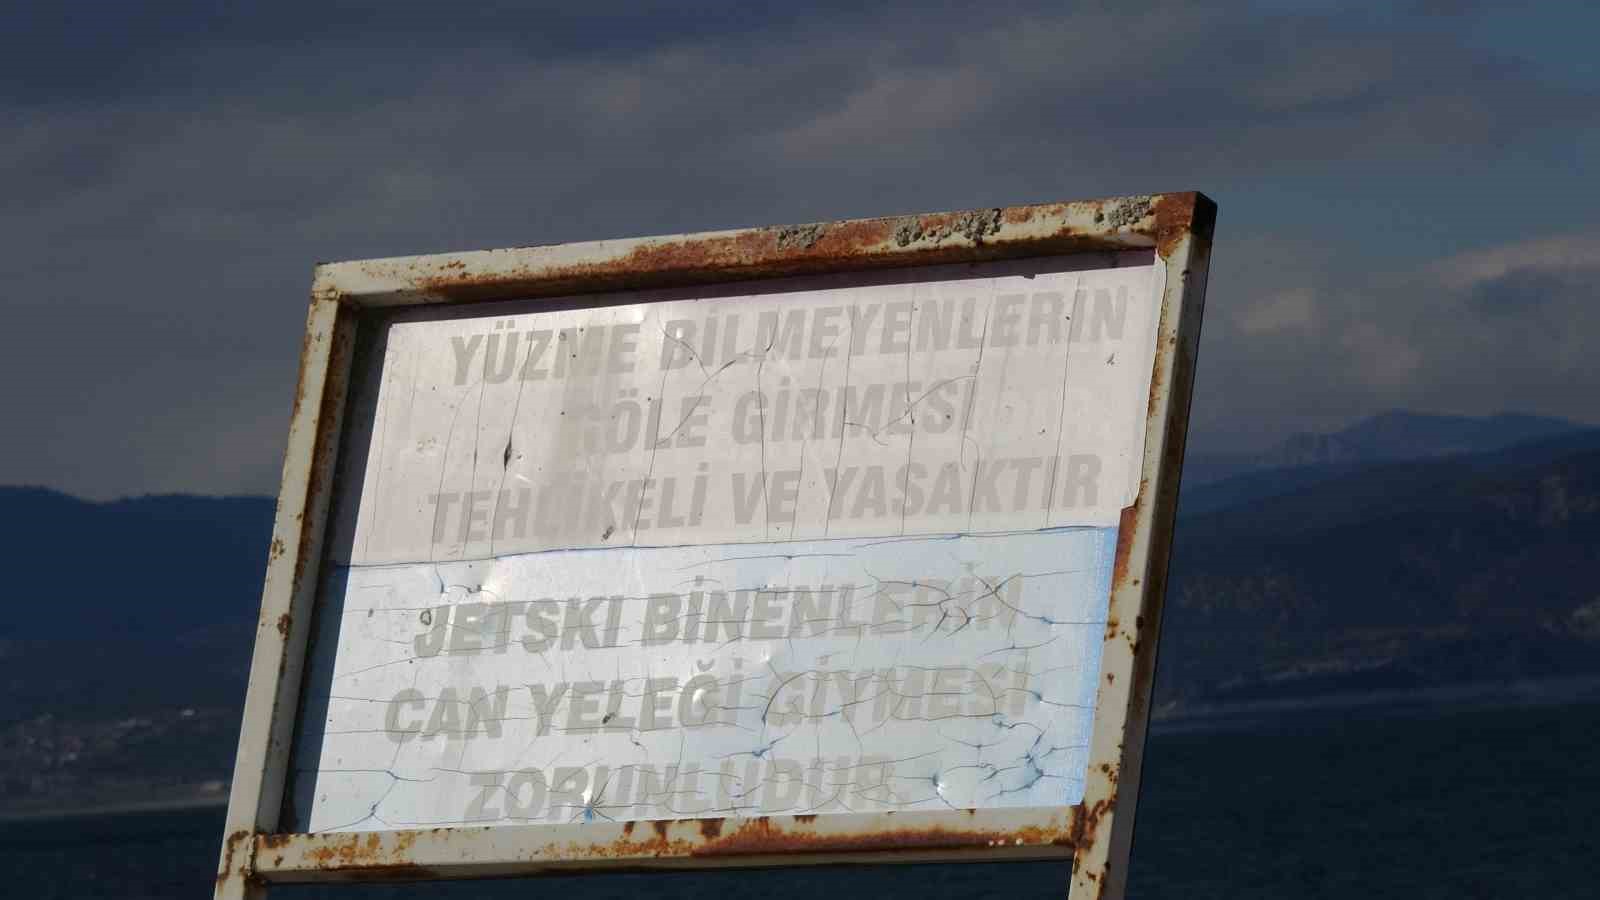 YÜZME BİLMEYENLERİN
GÖLE GİRMESİ
TEHLİKELİ VE YASAKTIR
JETSKI BİNENLERİN
CAN YELEĞİ GİYMESİ
ZORUNLUDUR.